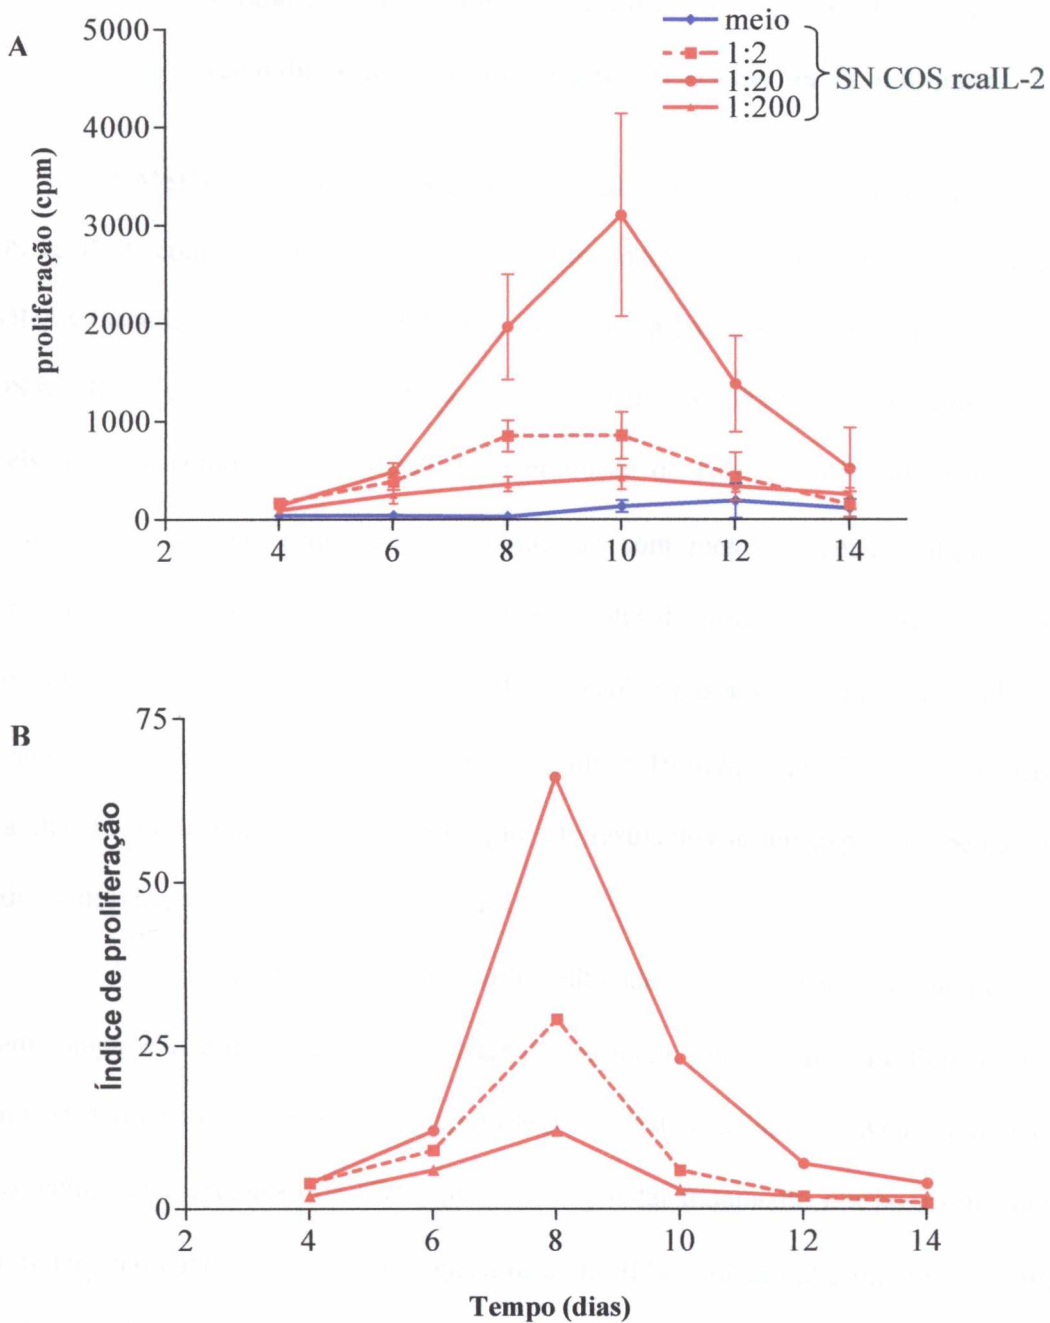 A
meio
1:2
1:20
1:200
SN COS rcaIL-2
proliferação (cpm)
5000
4000
3000
2000
1000
0
2 4 6 8 10 12 14
B
Índice de proliferação
75
50
25
0
2 4 6 8 10 12 14
Tempo (dias)